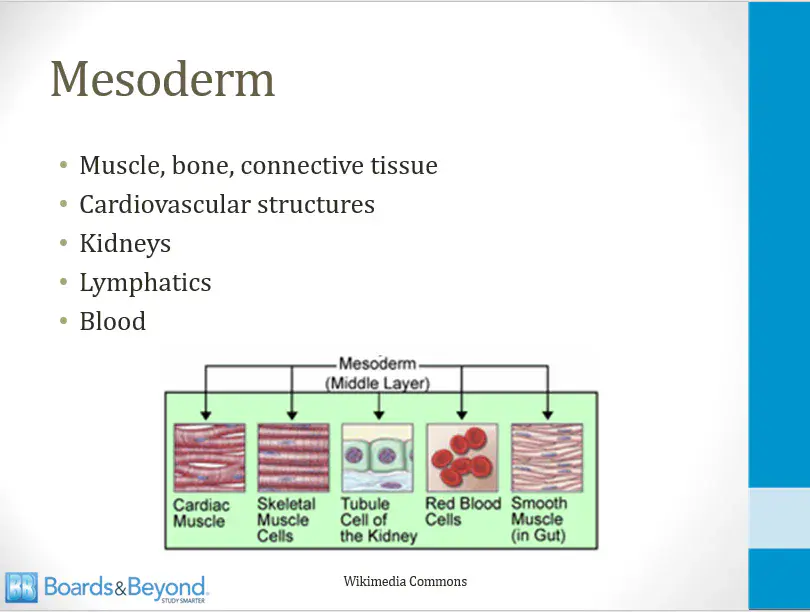 Mesoderm
• Muscle, bone, connective tissue
• Cardiovascular structures
• Kidneys
• Lymphatics
• Blood
Mesoderm
(Middle Layer)
Cardiac
Muscle
Skeletal
Muscle
Cells
Tubule
Cell of
the Kidney
Red Blood
Cells
Smooth
Muscle
(in Gut)
BB Boards&Beyond.
STUDY SMARTER
Wikimedia Commons